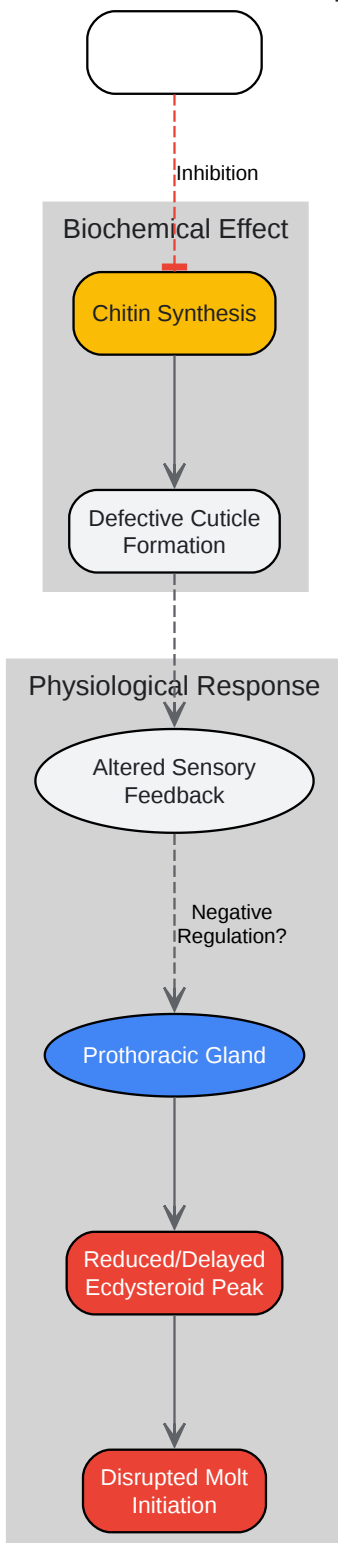 Inhibition
Biochemical Effect
Chitin Synthesis
Defective Cuticle
Formation
Physiological Response
Altered Sensory
Feedback
Negative
Regulation?
Prothoracic Gland
Reduced/Delayed
Ecdysteroid Peak
Disrupted Molt
Initiation